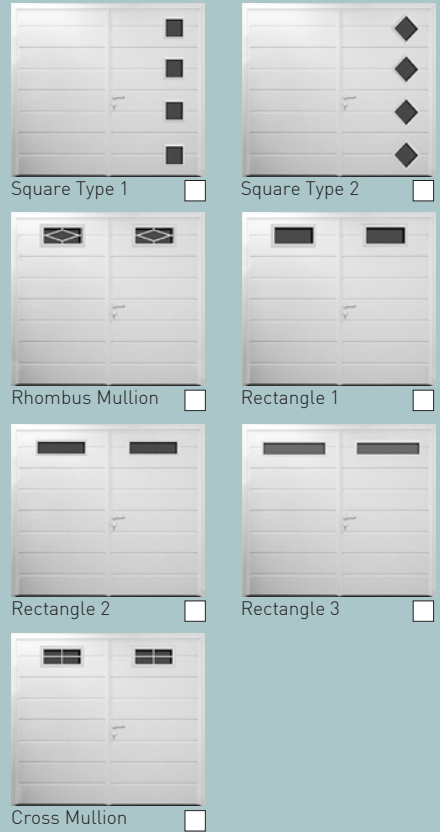 Square Type 1
Square Type 2
Rhombus Mullion
Rectangle 1
Rectangle 2
Rectangle 3
Cross Mullion